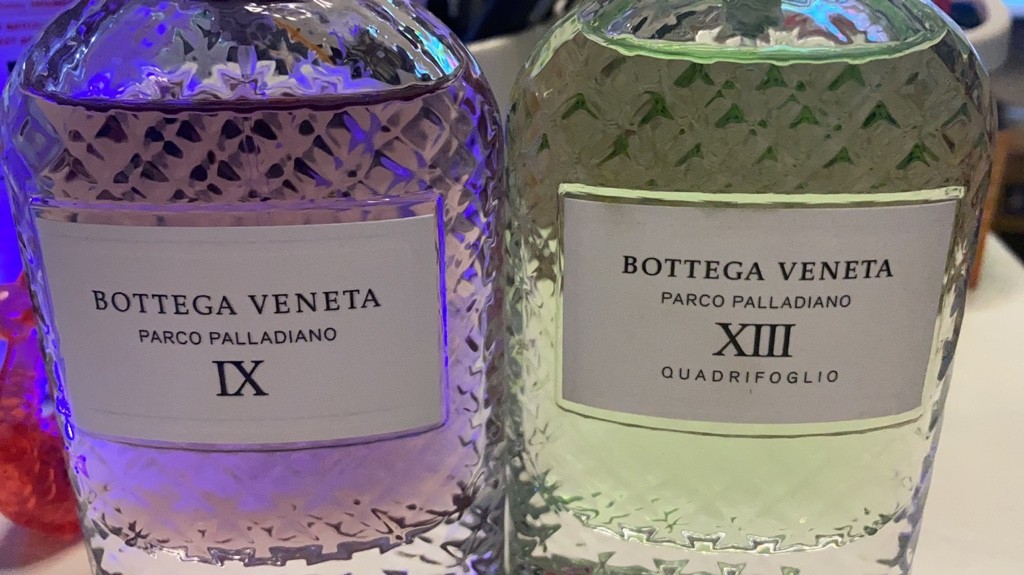 BOTTEGA VENETA
PARCO PALLADIANO
IX
BOTTEGA VENETA
PARCO PALLADIANO
XIII
QUADRIFOGLIO